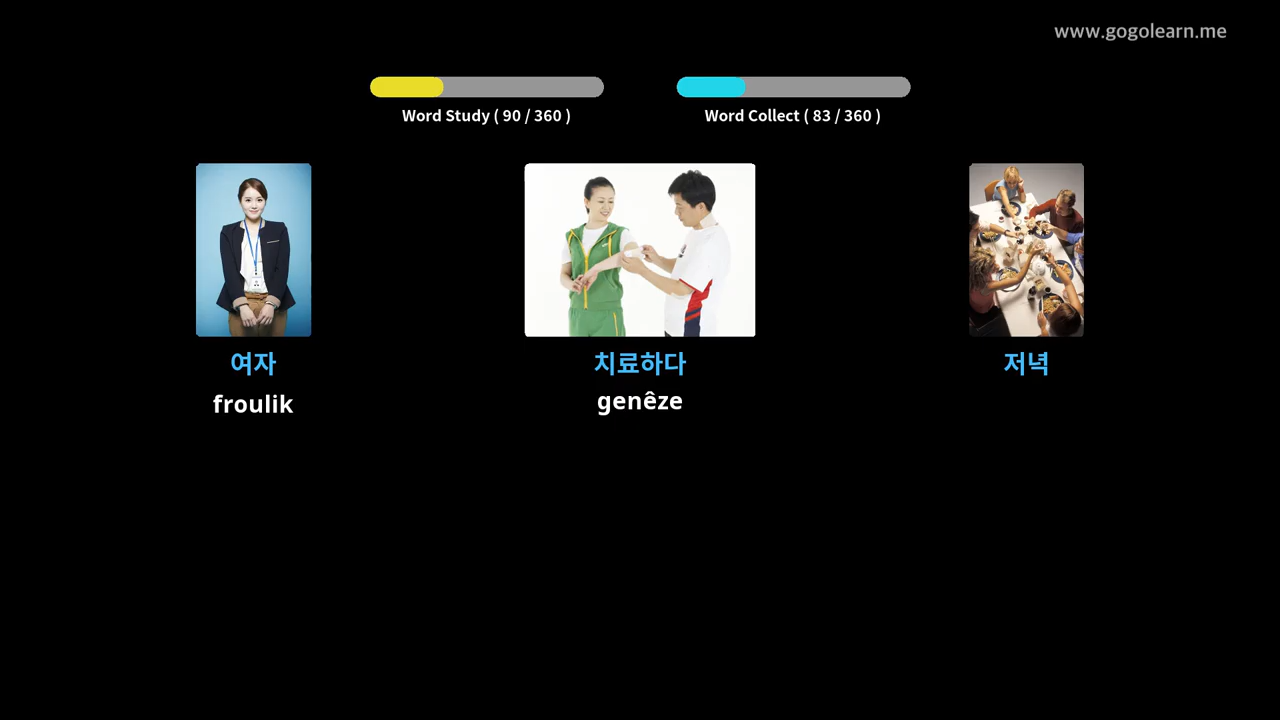 www.gogolearn.me
Word Study ( 90 / 360 )
Word Collect ( 83 / 360 )
여자
치료하다
저녁
froulik
genêze